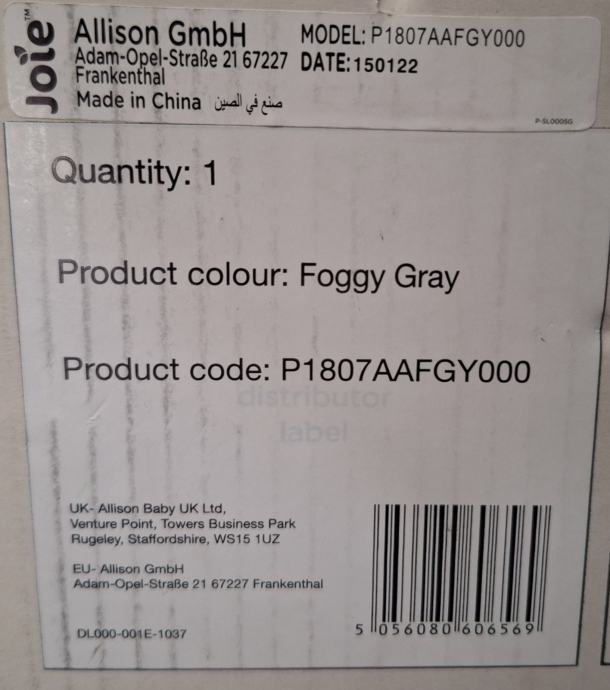 Joie™
Allison GmbH
Adam-Opel-Straße 21 67227
Frankenthal
Made in China صنع في الصين
MODEL: P1807AAFGY000
DATE:150122
P-SL0005G
Quantity: 1
Product colour: Foggy Gray
Product code: P1807AAFGY000
distributor
label
UK- Allison Baby UK Ltd,
Venture Point, Towers Business Park
Rugeley, Staffordshire, WS15 1UZ
EU- Allison GmbH
Adam-Opel-Straße 21 67227 Frankenthal
DL000-001E-1037
5 056080 606569